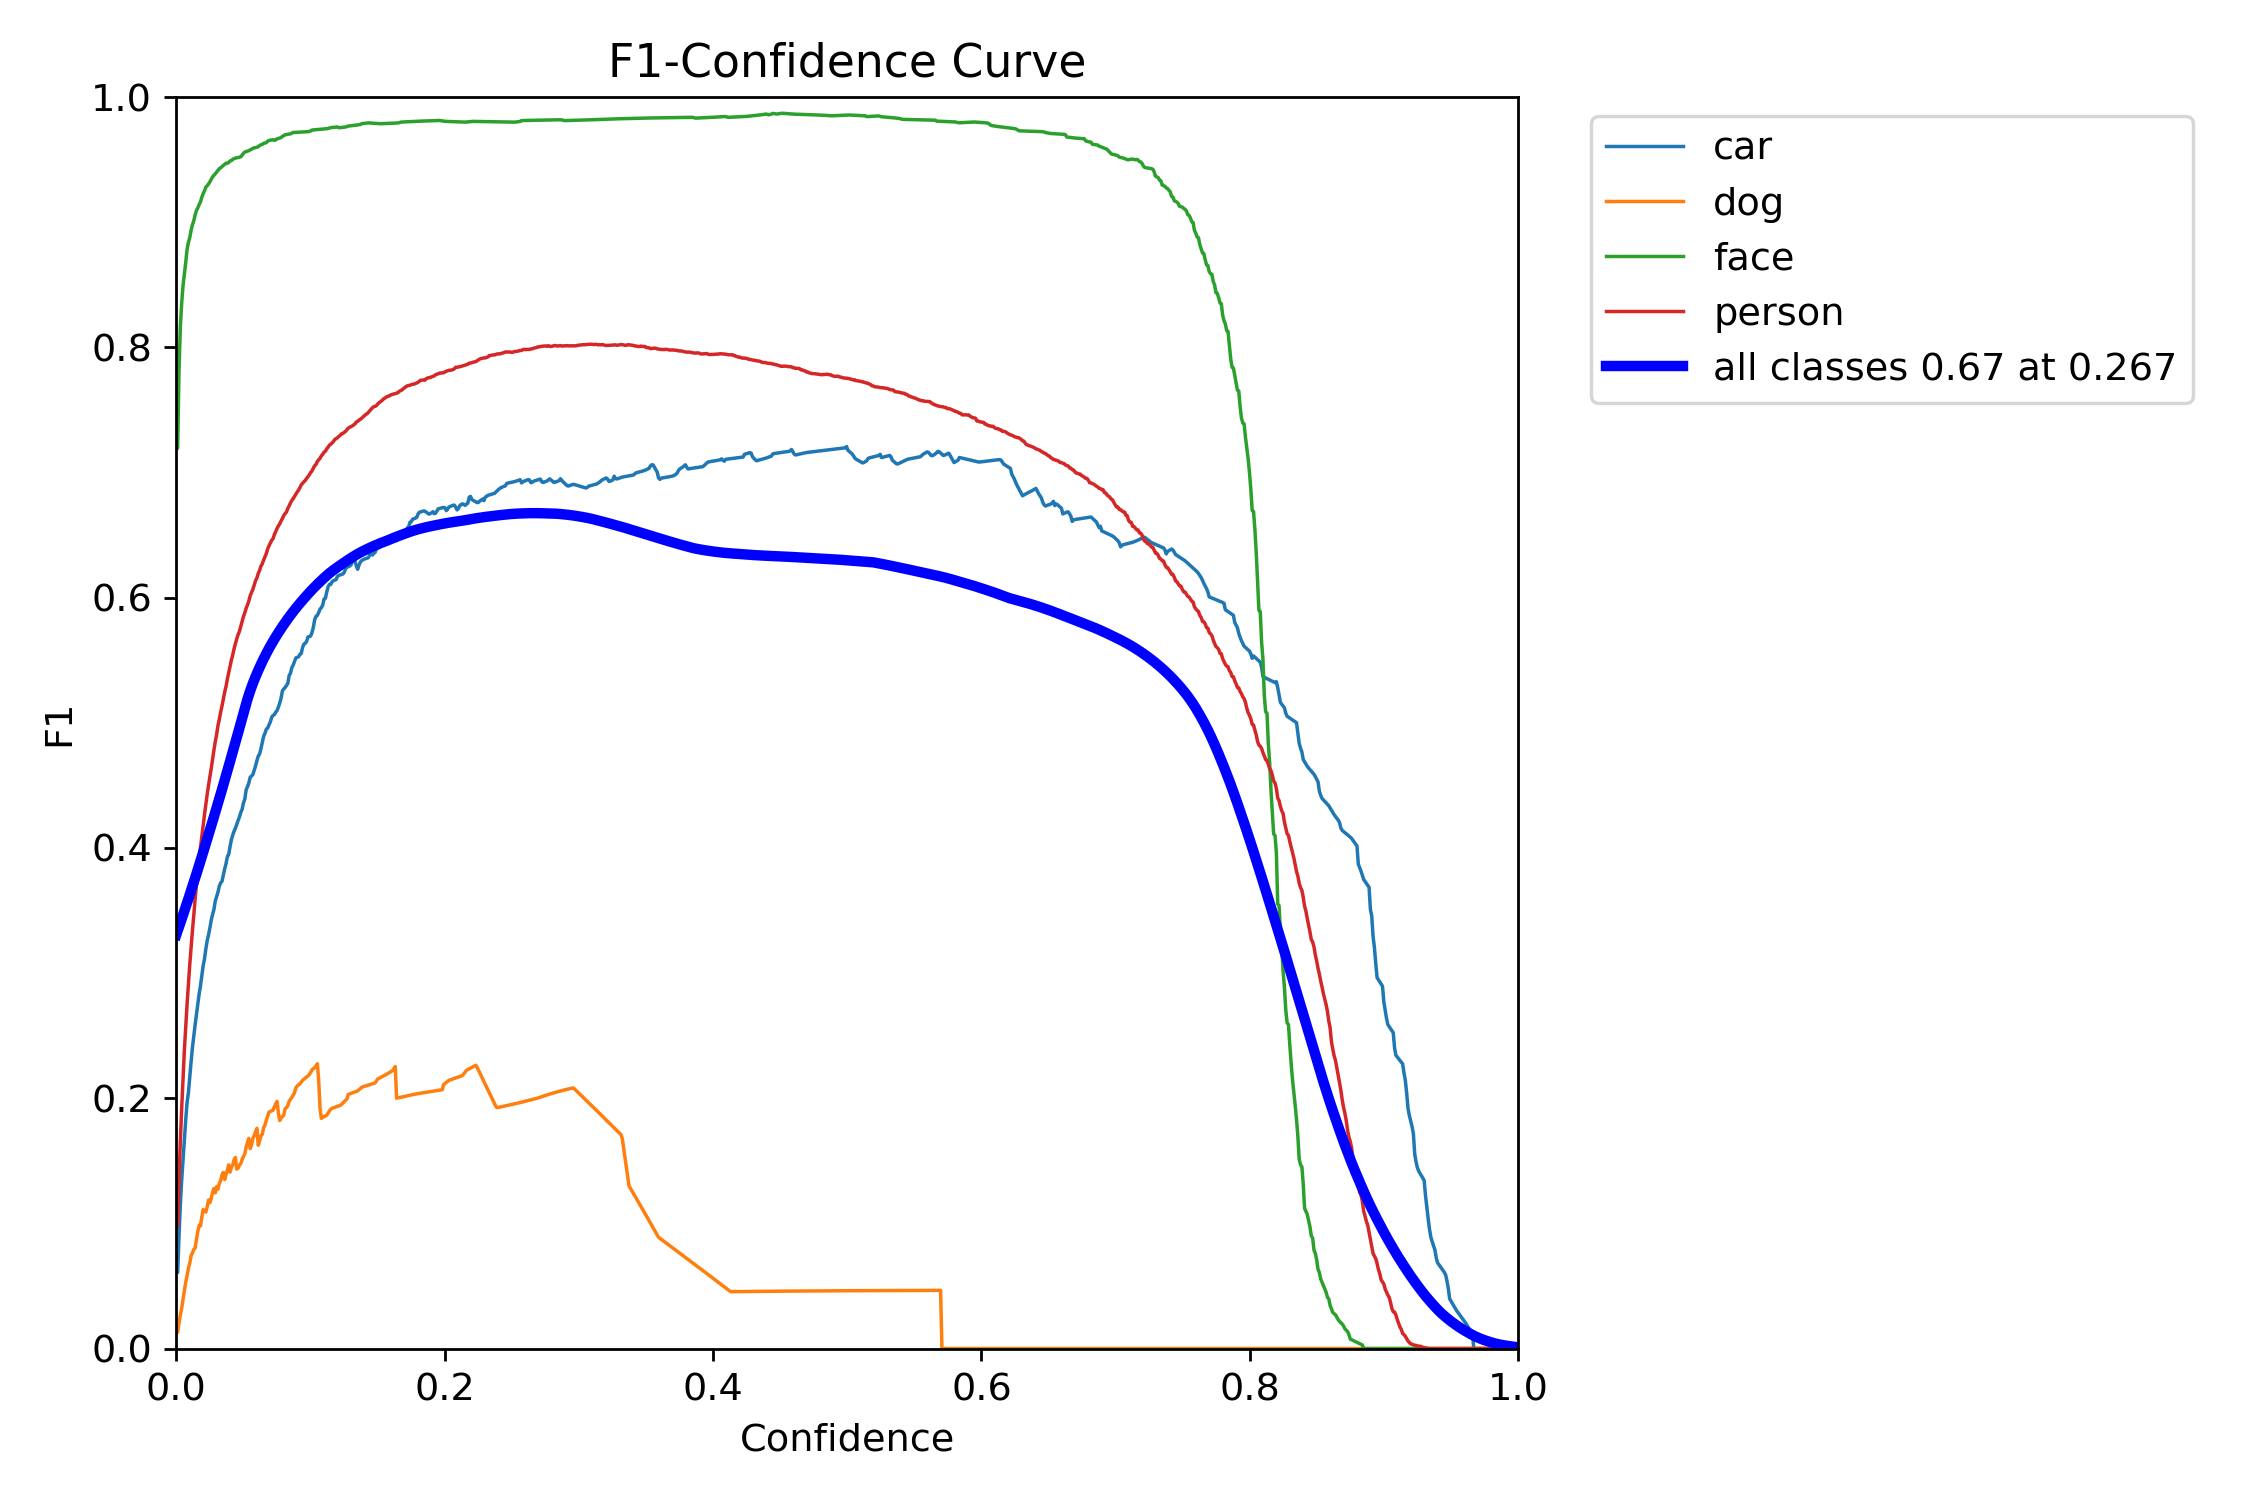 F1-Confidence Curve
1.0
0.8
0.6
0.4
0.2
0.0
F1
0.0 0.2 0.4 0.6 0.8 1.0
Confidence
car
dog
face
person
all classes 0.67 at 0.267